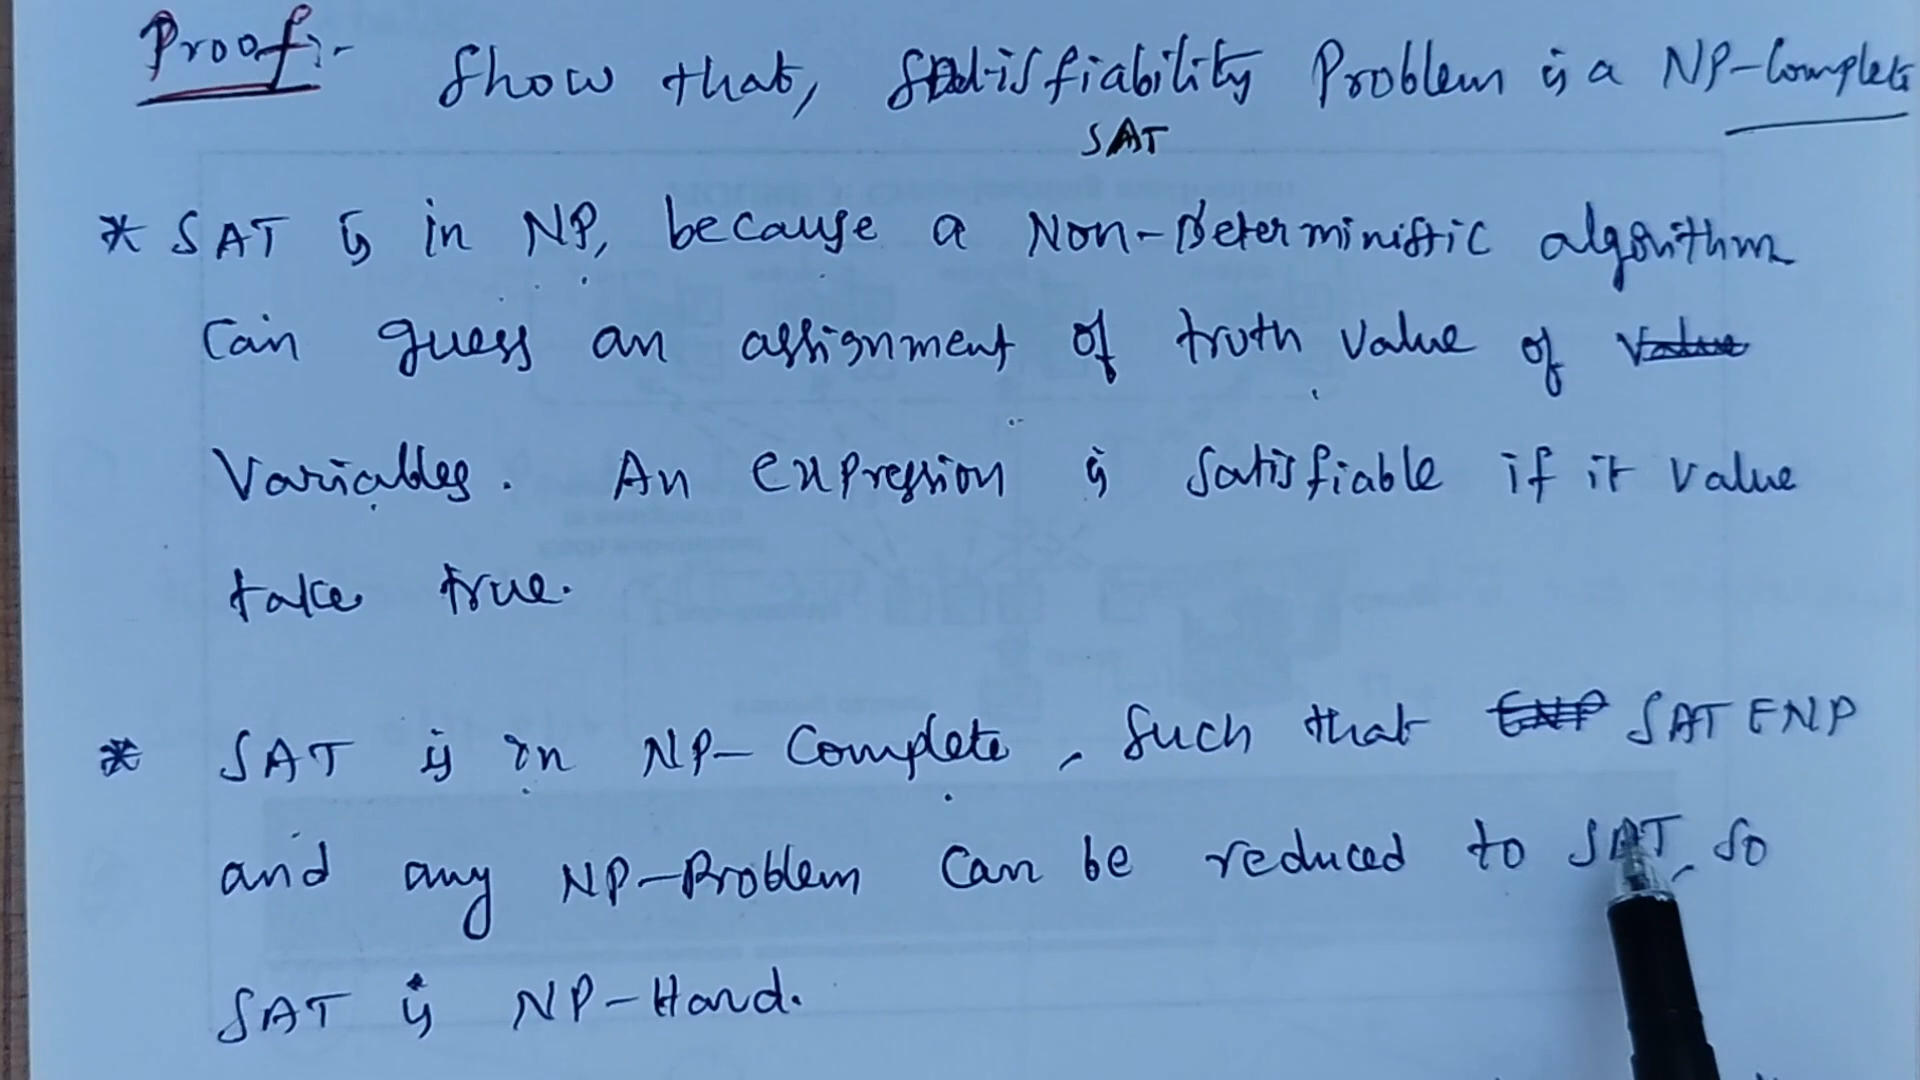 Proof:- Show that, Satisfiability Problem is a NP-Complete
SAT
* SAT is in NP, because a Non-Deterministic algorithm
Can guess an assignment of truth value of value
Variables. An Expression is Satisfiable if it value
take true.
* SAT is in NP-Complete, Such that ENP SAT ENP
and any NP-Problem Can be reduced to SAT, So
SAT is NP-Hard.